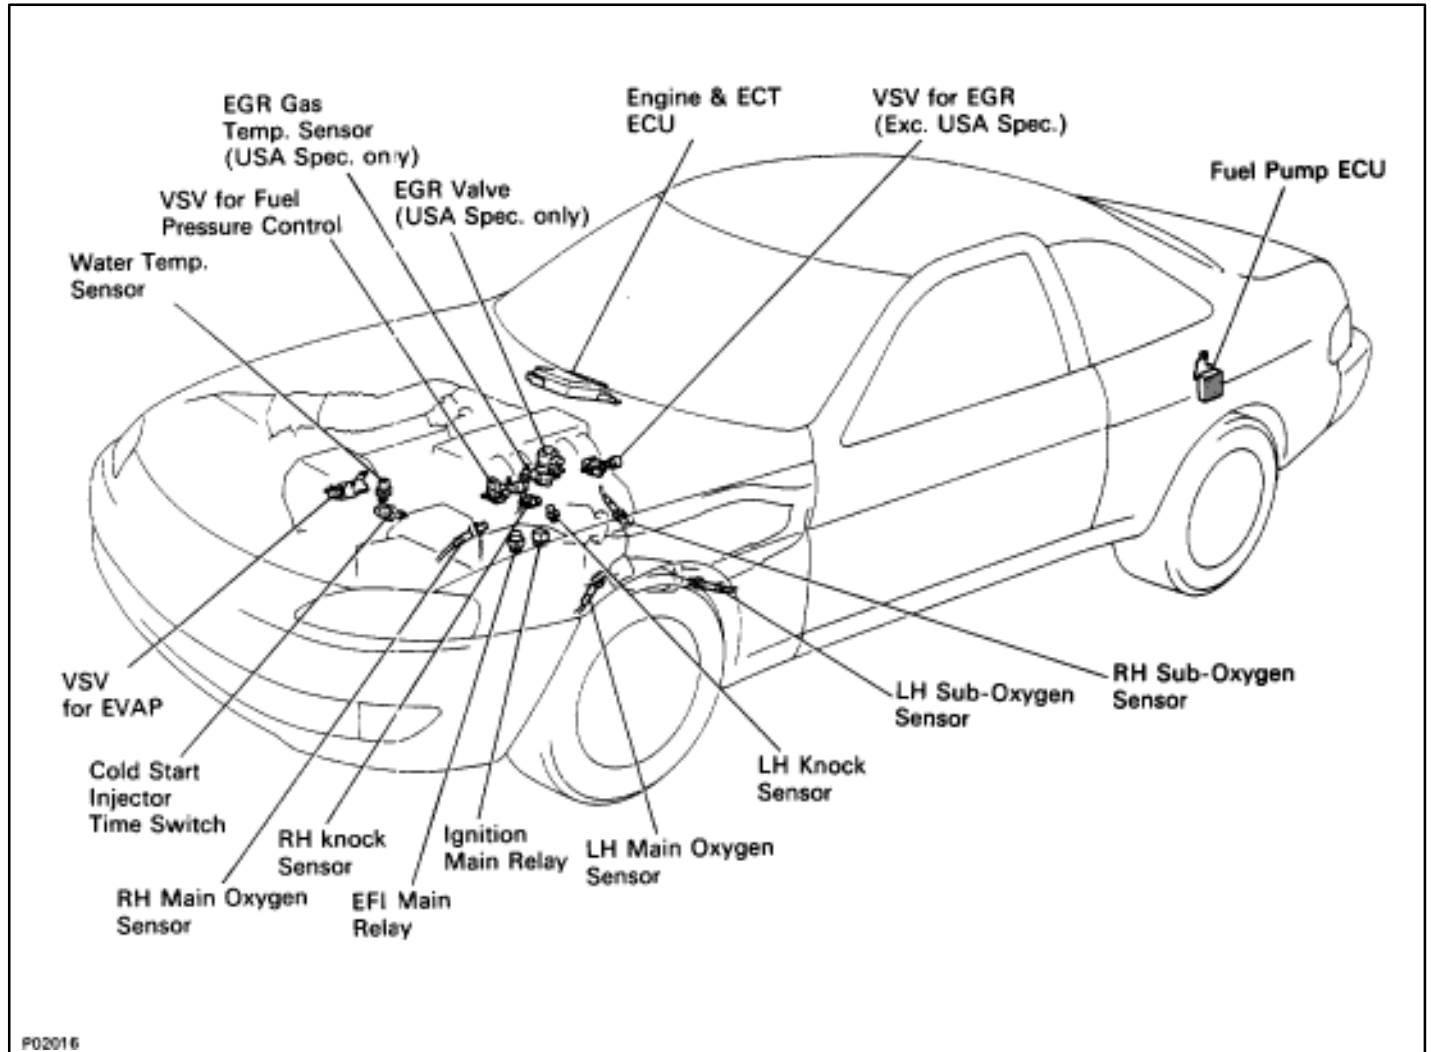 EGR Gas
Temp. Sensor
(USA Spec. only)
Engine & ECT
ECU
VSV for EGR
(Exc. USA Spec.)
Fuel Pump ECU
VSV for Fuel
Pressure Control
EGR Valve
(USA Spec. only)
Water Temp.
Sensor
VSV
for EVAP
Cold Start
Injector
Time Switch
RH Main Oxygen
Sensor
RH knock
Sensor
EFI Main
Relay
Ignition
Main Relay
LH Main Oxygen
Sensor
LH Knock
Sensor
LH Sub-Oxygen
Sensor
RH Sub-Oxygen
Sensor
P02016